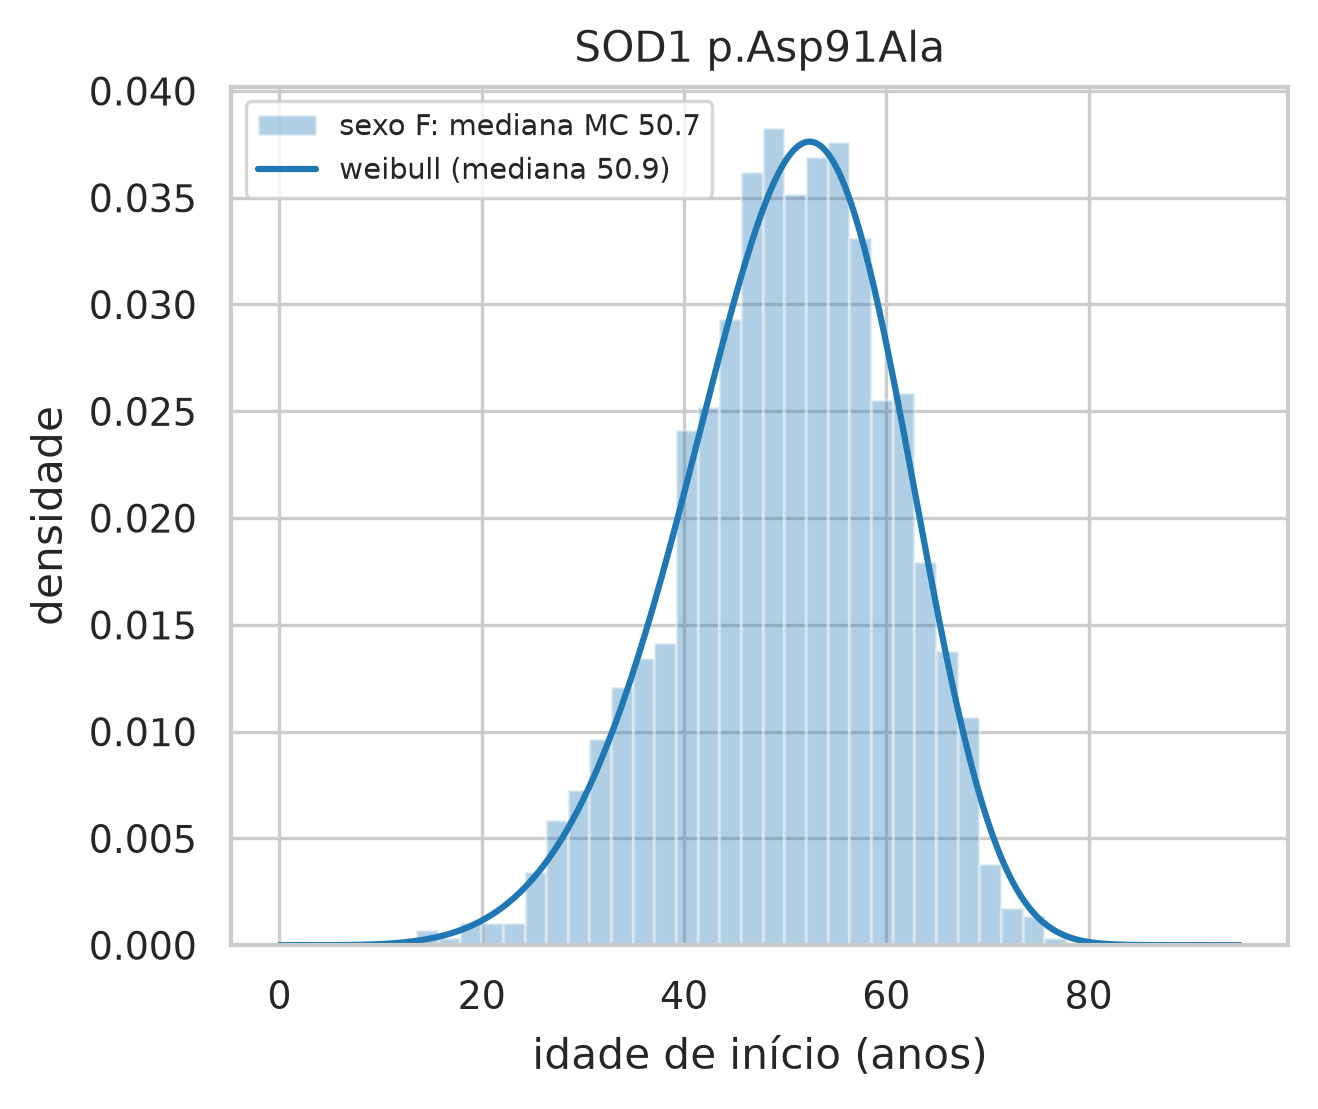 SOD1 p.Asp91Ala
sexo F: mediana MC 50.7
weibull (mediana 50.9)
densidade
0.040
0.035
0.030
0.025
0.020
0.015
0.010
0.005
0.000
0 20 40 60 80
idade de início (anos)